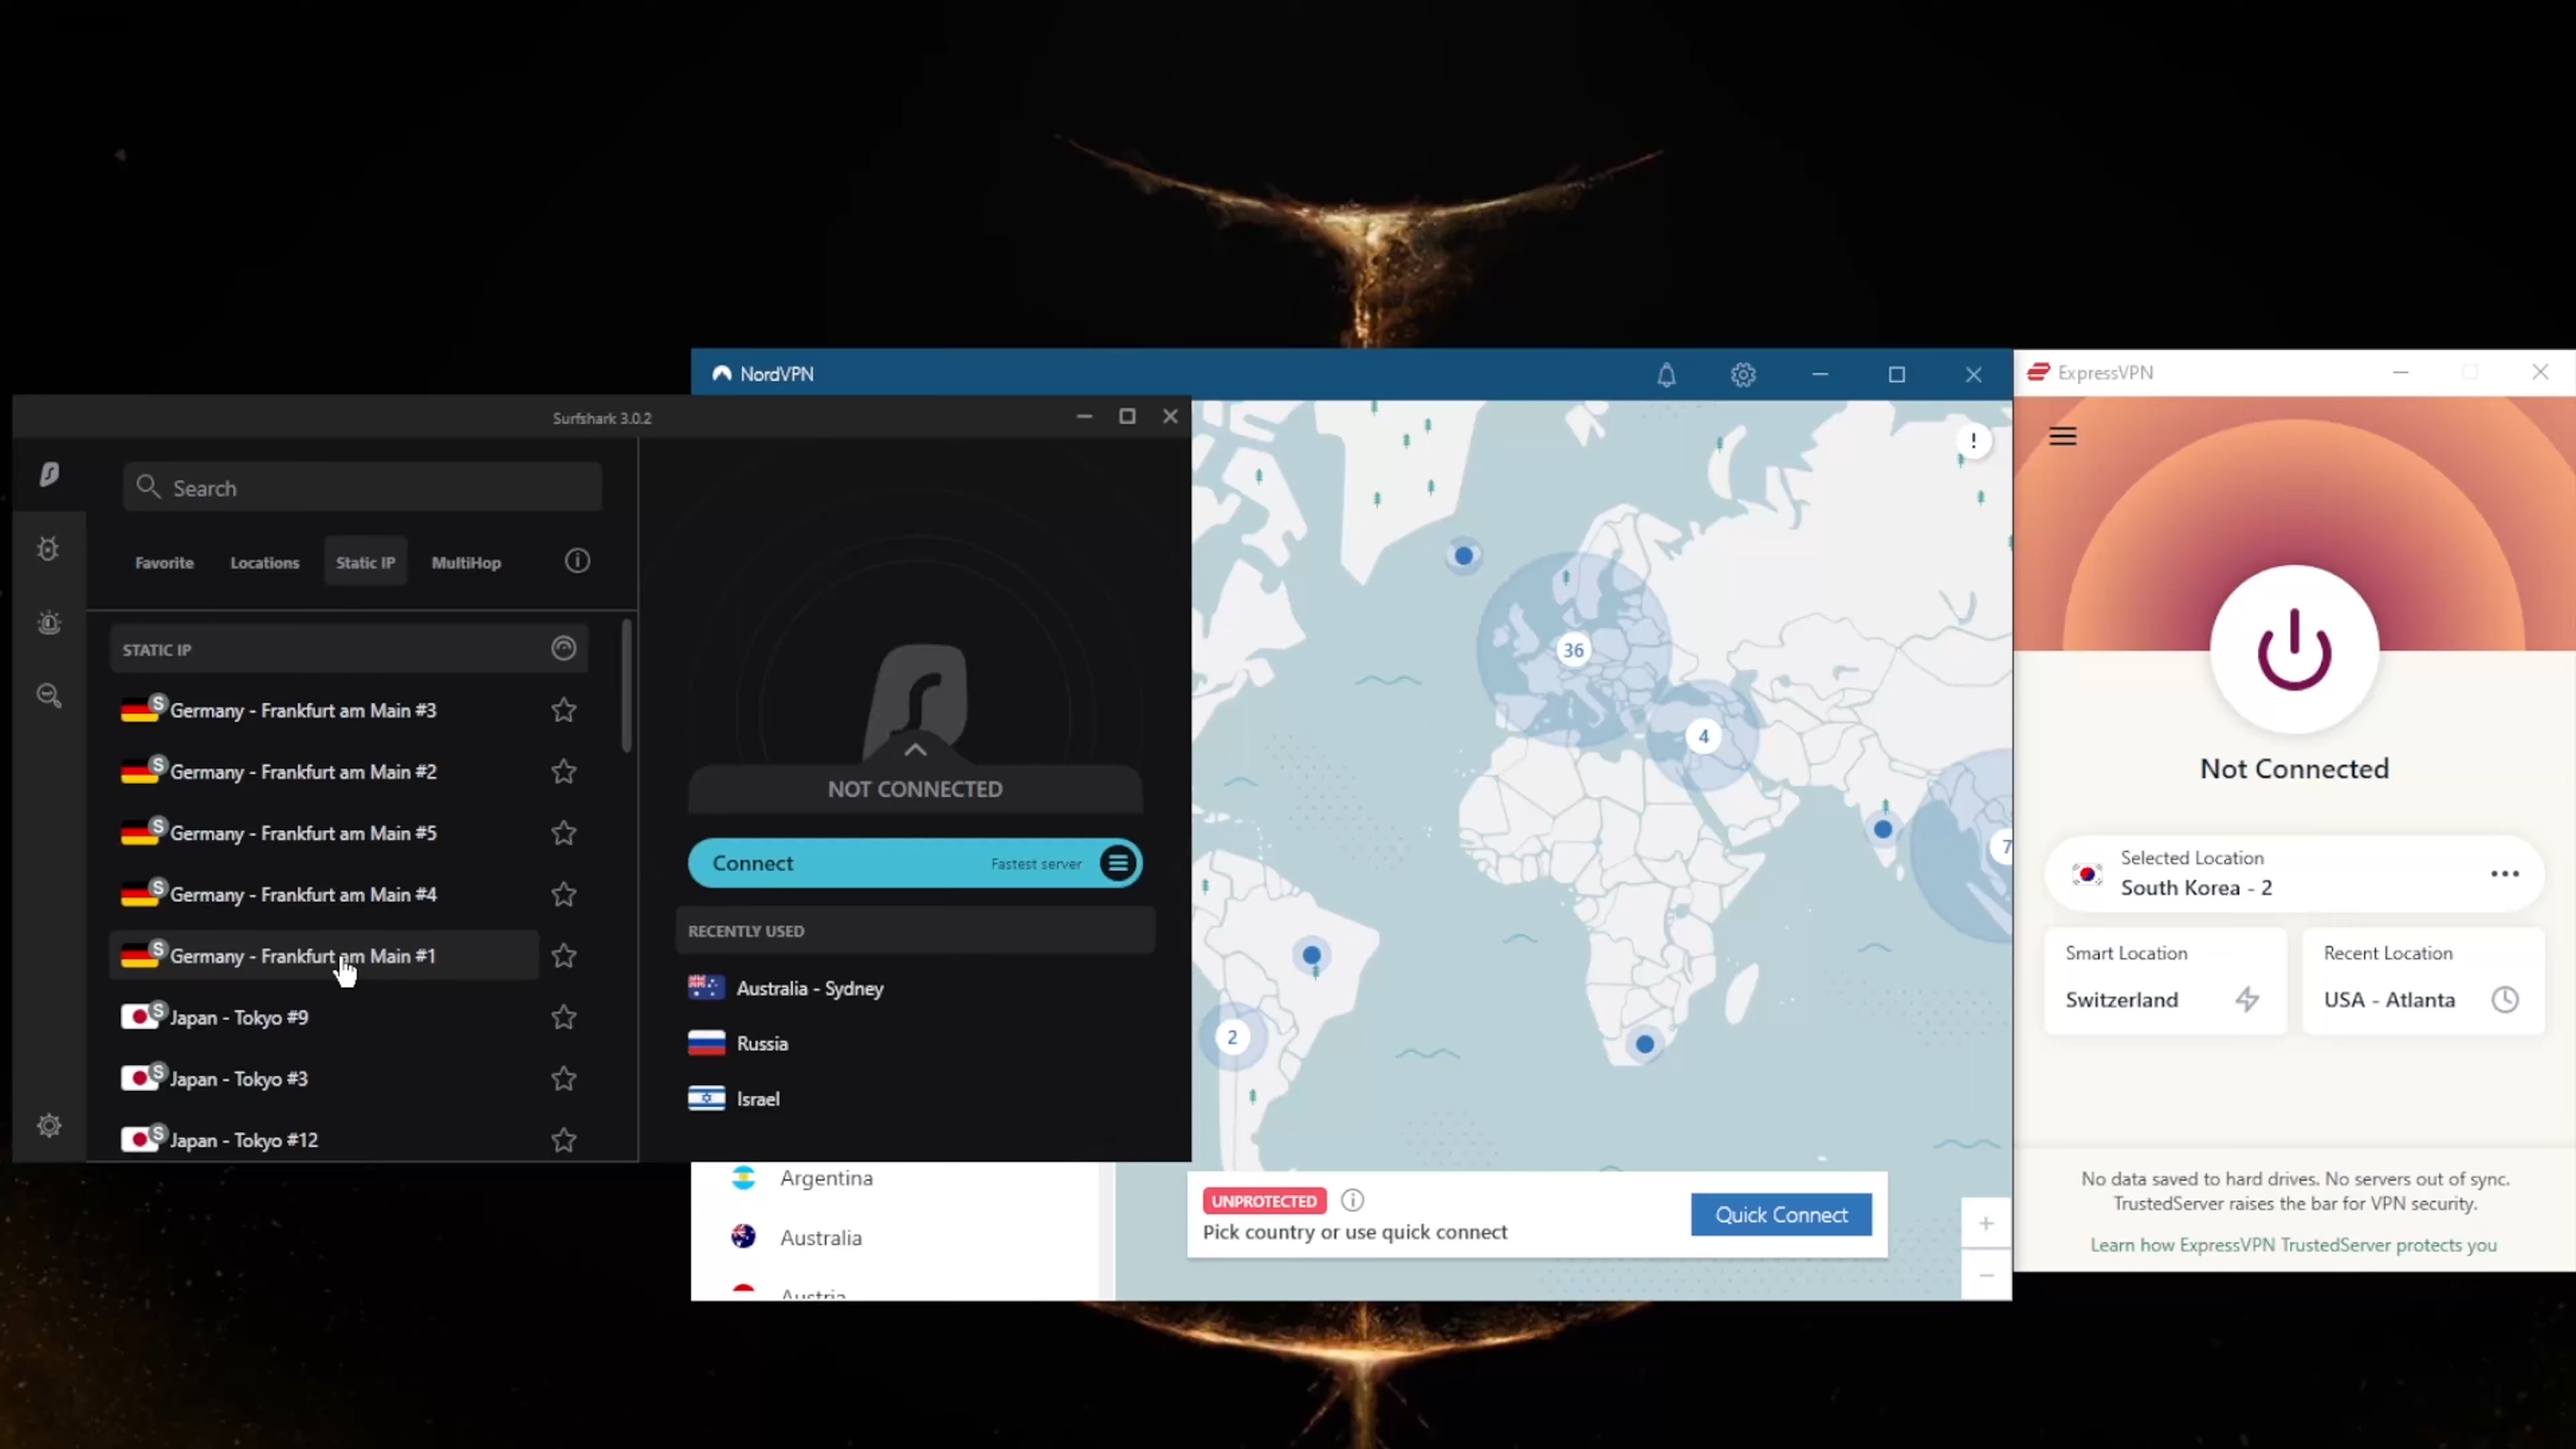 NordVPN
ExpressVPN
Surfshark 3.0.2
Search
Favorite
Locations
Static IP
MultiHop
STATIC IP
S Germany - Frankfurt am Main #3
S Germany - Frankfurt am Main #2
S Germany - Frankfurt am Main #5
S Germany - Frankfurt am Main #4
S Germany - Frankfurt am Main #1
S Japan - Tokyo #9
S Japan - Tokyo #3
S Japan - Tokyo #12
NOT CONNECTED
Connect
Fastest server
RECENTLY USED
Australia - Sydney
Russia
Israel
Argentina
Australia
Austria
!
36
4
7
2
UNPROTECTED
Pick country or use quick connect
Quick Connect
Not Connected
Selected Location
South Korea - 2
Smart Location
Switzerland
Recent Location
USA - Atlanta
No data saved to hard drives. No servers out of sync.
TrustedServer raises the bar for VPN security.
Learn how ExpressVPN TrustedServer protects you